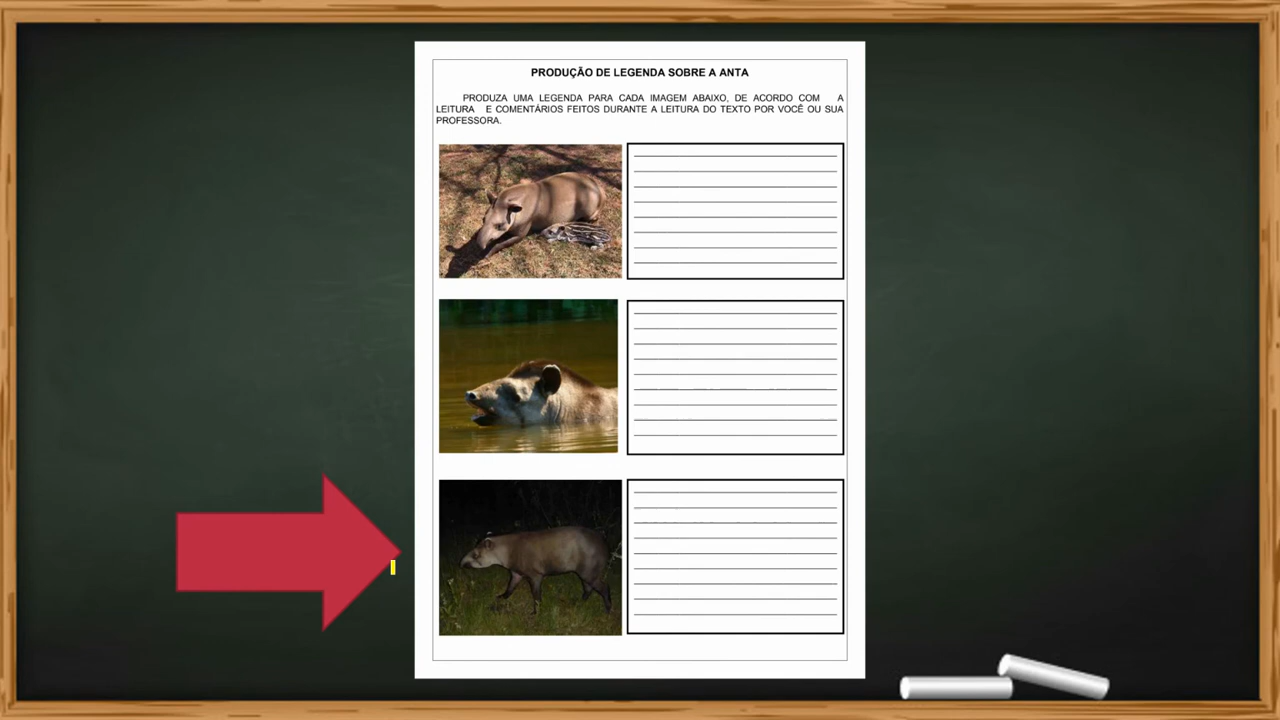 PRODUÇÃO DE LEGENDA SOBRE A ANTA
PRODUZA UMA LEGENDA PARA CADA IMAGEM ABAIXO, DE ACORDO COM A
LEITURA E COMENTÁRIOS FEITOS DURANTE A LEITURA DO TEXTO POR VOCÊ OU SUA
PROFESSORA.